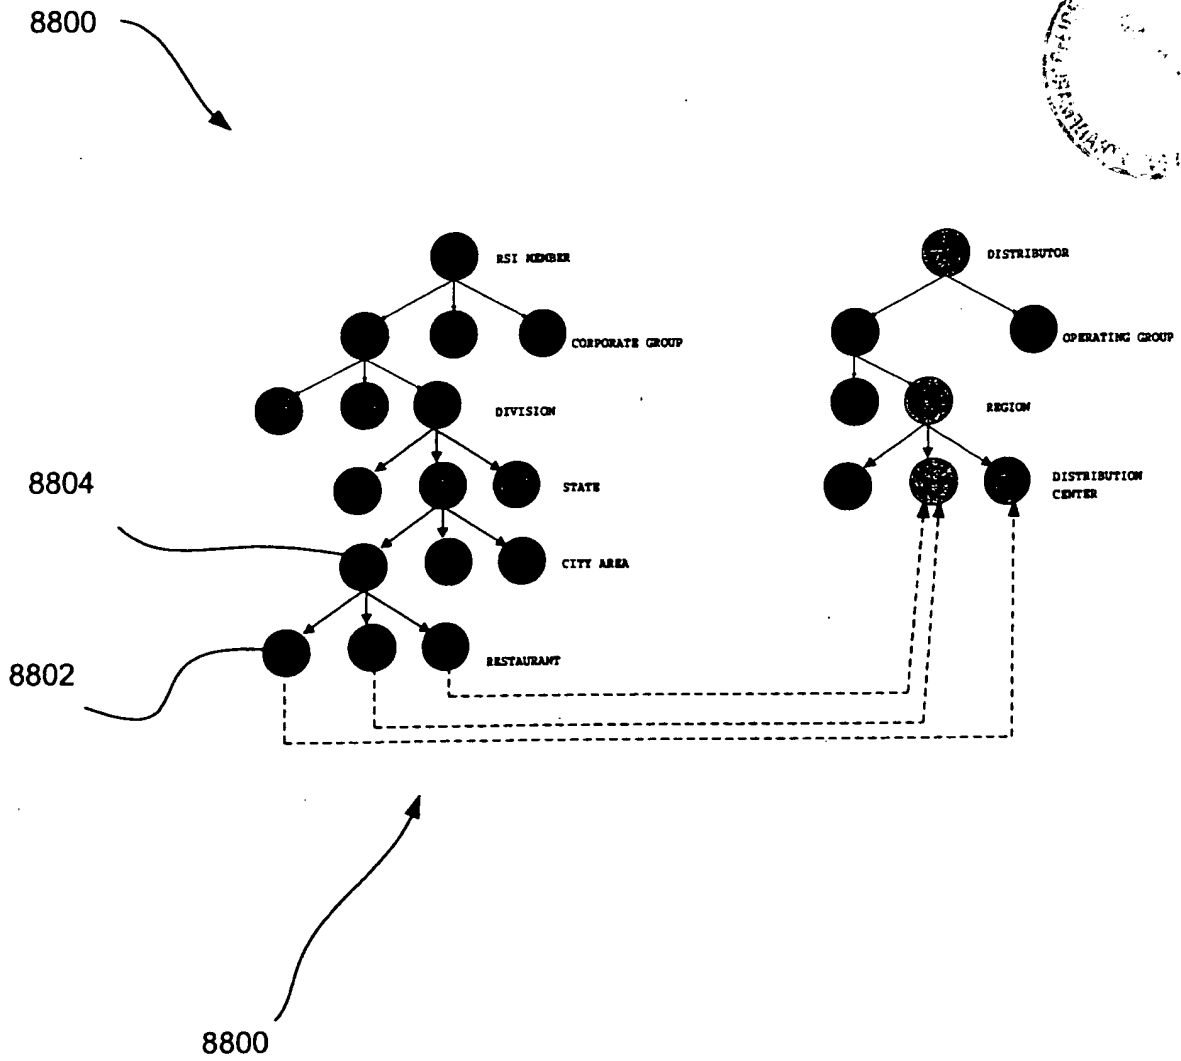 8800
RSI MEMBER
DISTRIBUTOR
CORPORATE GROUP
OPERATING GROUP
DIVISION
REGION
8804
STATE
DISTRIBUTION
CENTER
CITY AREA
8802
RESTAURANT
8800